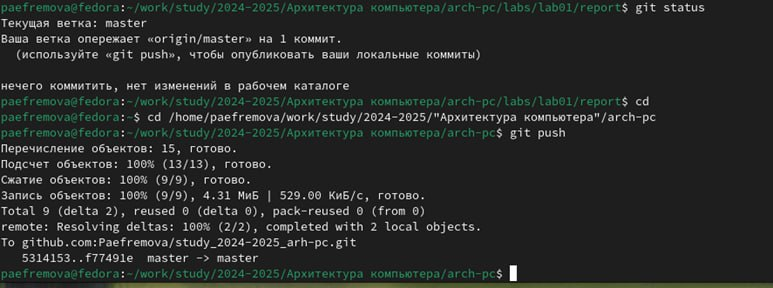 paefremova@fedora:~/work/study/2024-2025/Архитектура компьютера/arch-pc/labs/lab01/report$ git status
Текущая ветка: master
Ваша ветка опережает «origin/master» на 1 коммит.
  (используйте «git push», чтобы опубликовать ваши локальные коммиты)

нечего коммитить, нет изменений в рабочем каталоге
paefremova@fedora:~/work/study/2024-2025/Архитектура компьютера/arch-pc/labs/lab01/report$ cd
paefremova@fedora:~$ cd /home/paefremova/work/study/2024-2025/"Архитектура компьютера"/arch-pc
paefremova@fedora:~/work/study/2024-2025/Архитектура компьютера/arch-pc$ git push
Перечисление объектов: 15, готово.
Подсчет объектов: 100% (13/13), готово.
Сжатие объектов: 100% (9/9), готово.
Запись объектов: 100% (9/9), 4.31 МиБ | 529.00 КиБ/с, готово.
Total 9 (delta 2), reused 0 (delta 0), pack-reused 0 (from 0)
remote: Resolving deltas: 100% (2/2), completed with 2 local objects.
To github.com:Paefremova/study_2024-2025_arh-pc.git
   5314153..f77491e  master -> master
paefremova@fedora:~/work/study/2024-2025/Архитектура компьютера/arch-pc$